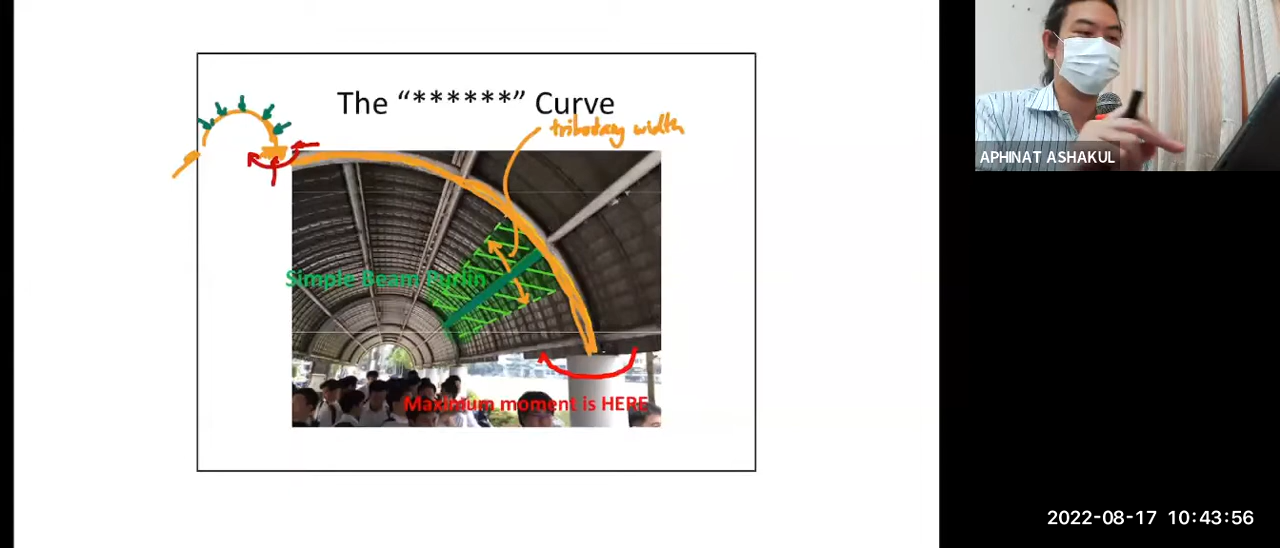 The “******” Curve
tributary width
Simple Beam Purlin
Maximum moment is HERE
APHINAT ASHAKUL
2022-08-17 10:43:56